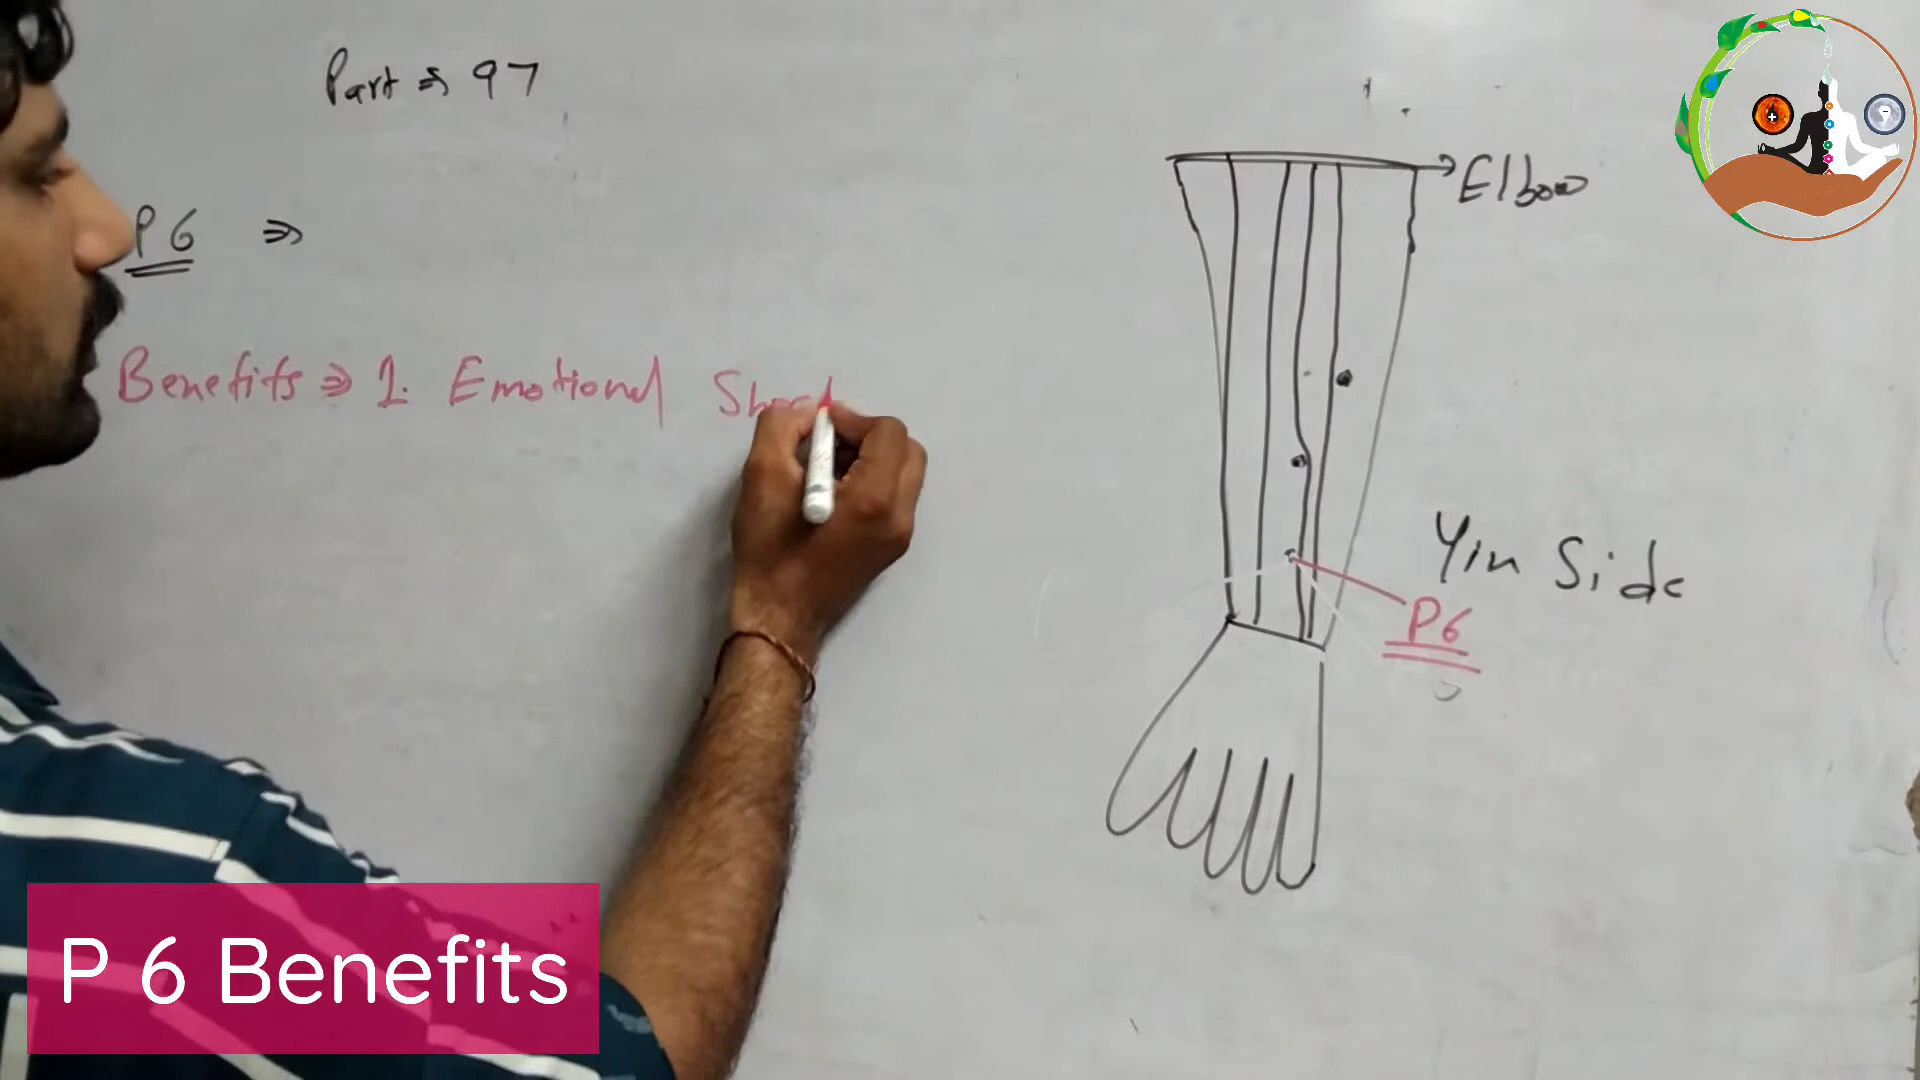 Part ⇒ 97
P6 ⇒
Elbow
Benefits ⇒ 1. Emotional
Yin Side
P6
P 6 Benefits